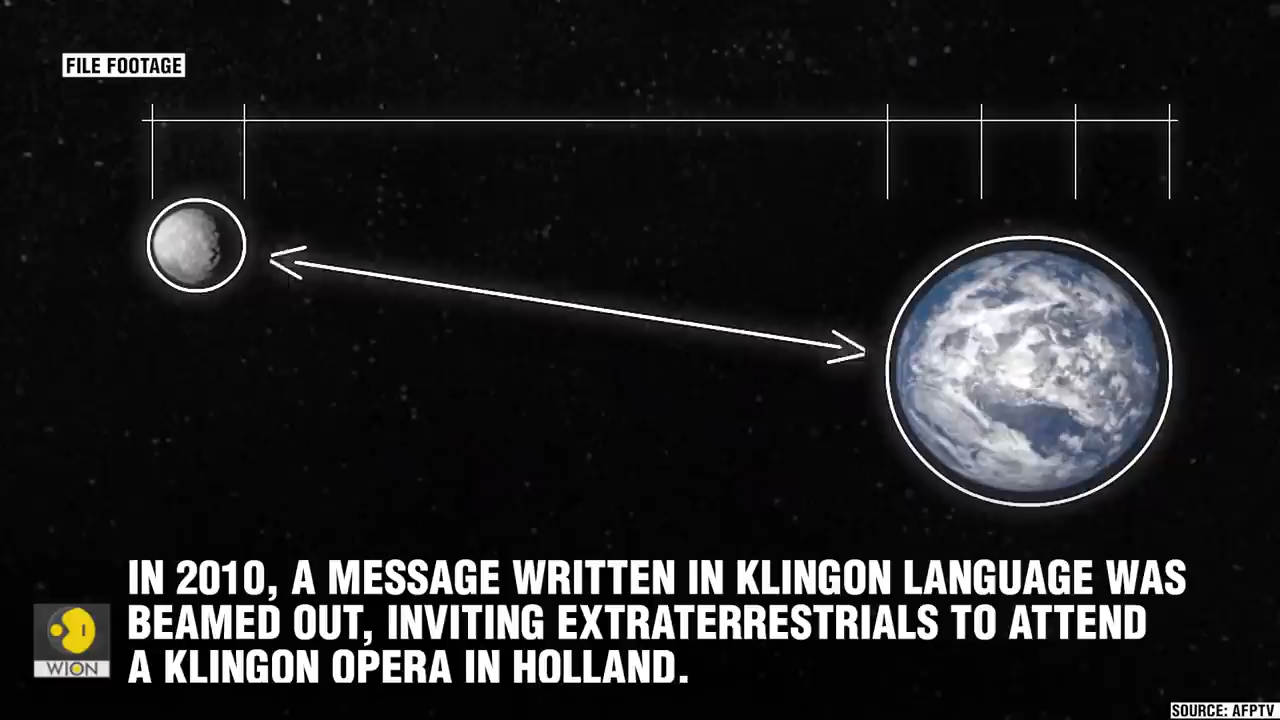 FILE FOOTAGE
IN 2010, A MESSAGE WRITTEN IN KLINGON LANGUAGE WAS
BEAMED OUT, INVITING EXTRATERRESTRIALS TO ATTEND
A KLINGON OPERA IN HOLLAND.
WION
SOURCE: AFPTV